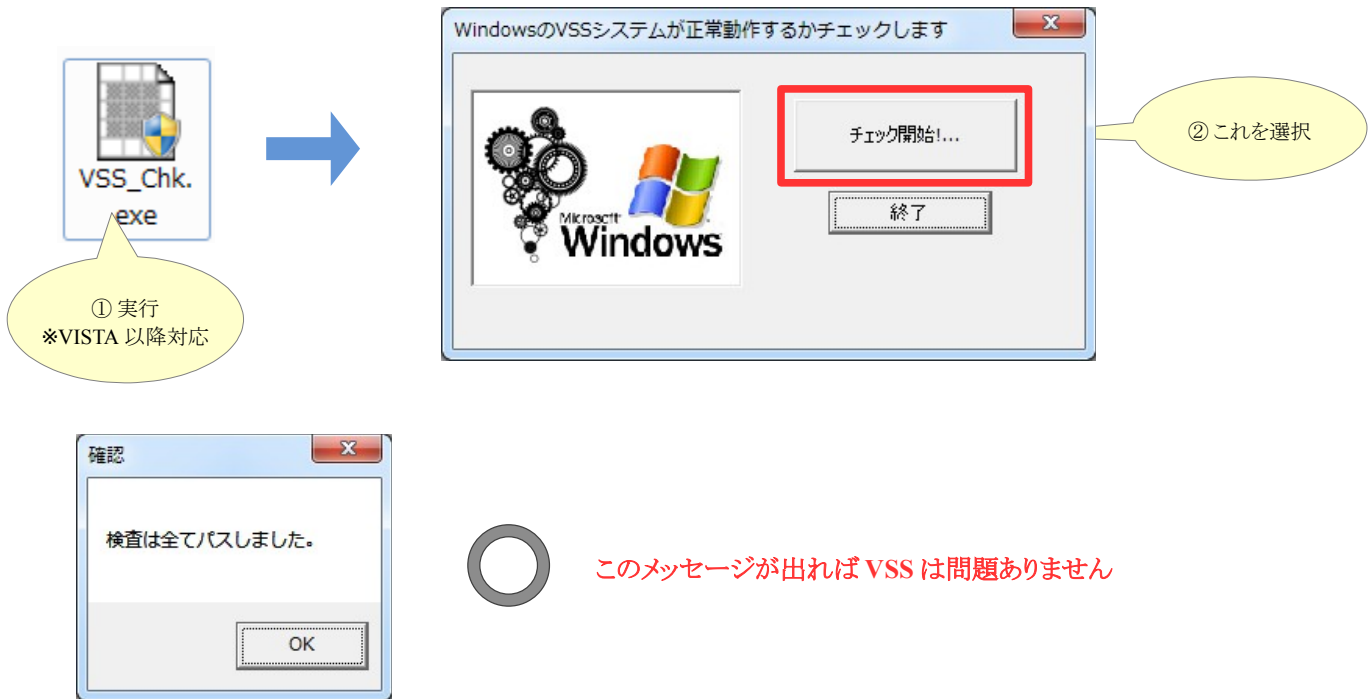 WindowsのVSSシステムが正常動作するかチェックします
VSS_Chk.
exe
① 実行
※VISTA 以降対応
Microsoft
Windows
チェック開始!...
終了
② これを選択
確認
検査は全てパスしました。
OK
このメッセージが出れば VSS は問題ありません